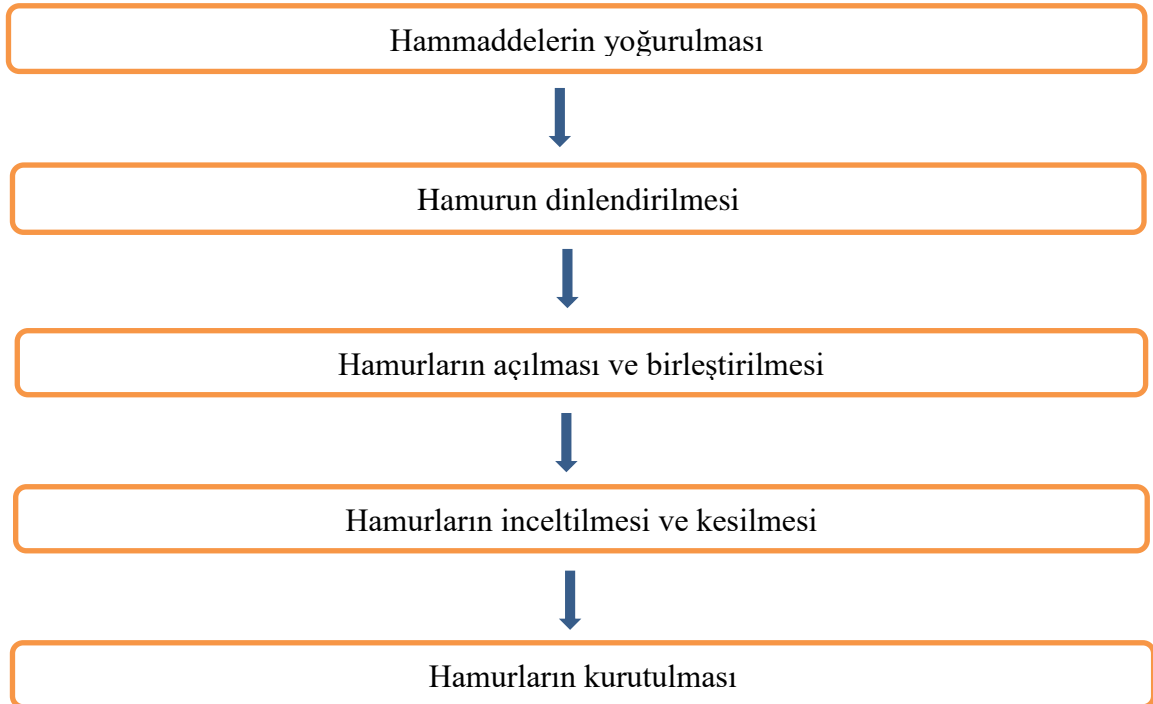 Hammaddelerin yoğurulması
Hamurun dinlendirilmesi
Hamurların açılması ve birleştirilmesi
Hamurların inceltilmesi ve kesilmesi
Hamurların kurutulması